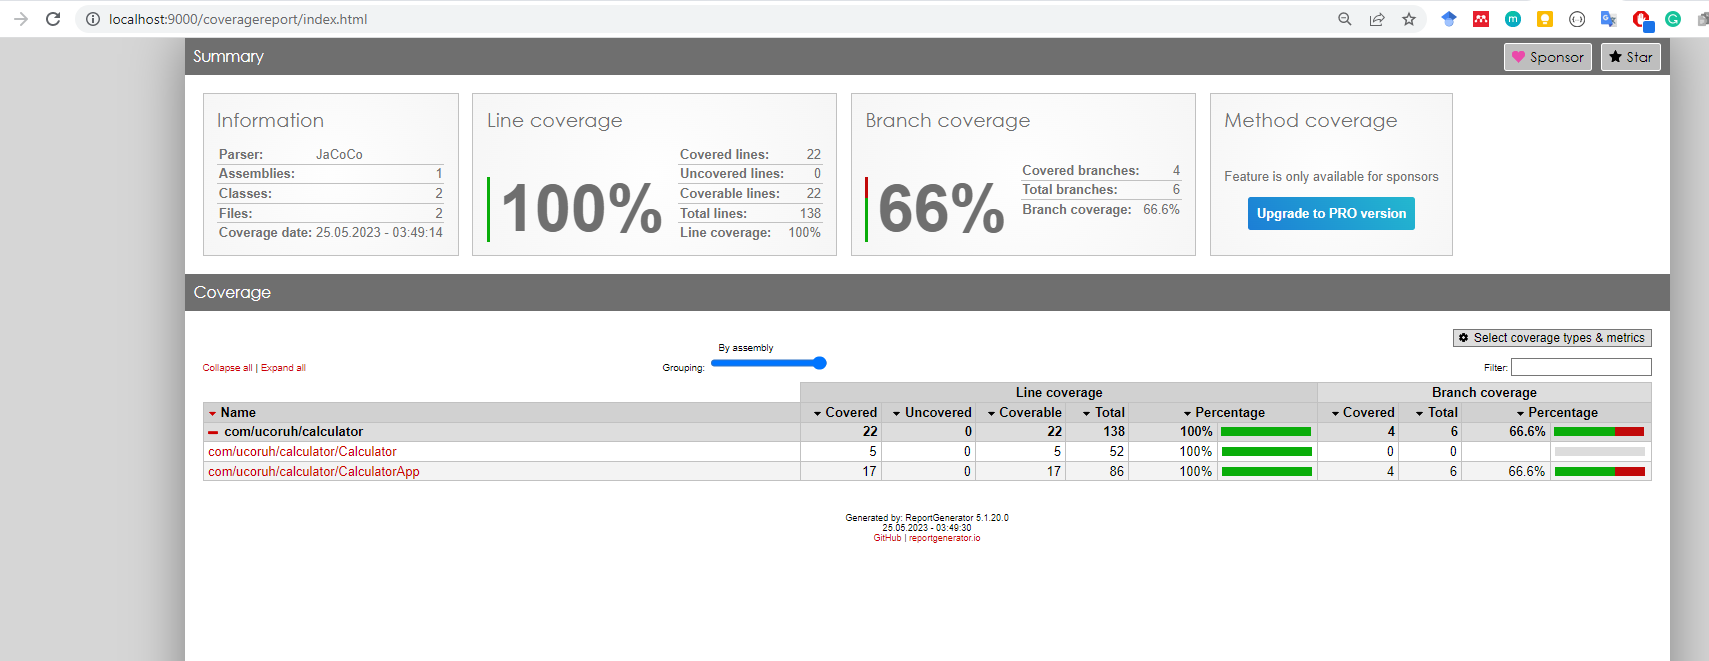 localhost:9000/coveragereport/index.html
Summary
Sponsor
Star
Information
Parser: JaCoCo
Assemblies: 1
Classes: 2
Files: 2
Coverage date: 25.05.2023 - 03:49:14
Line coverage
100%
Covered lines: 22
Uncovered lines: 0
Coverable lines: 22
Total lines: 138
Line coverage: 100%
Branch coverage
66%
Covered branches: 4
Total branches: 6
Branch coverage: 66.6%
Method coverage
Feature is only available for sponsors
Upgrade to PRO version
Coverage
Select coverage types & metrics
By assembly
Collapse all | Expand all
Grouping:
Filter:
Line coverage Branch coverage
Name Covered Uncovered Coverable Total Percentage Covered Total Percentage
com/ucoruh/calculator 22 0 22 138 100% 4 6 66.6%
com/ucoruh/calculator/Calculator 5 0 5 52 100% 0 0
com/ucoruh/calculator/CalculatorApp 17 0 17 86 100% 4 6 66.6%
Generated by: ReportGenerator 5.1.20.0
25.05.2023 - 03:49:30
GitHub | reportgenerator.io